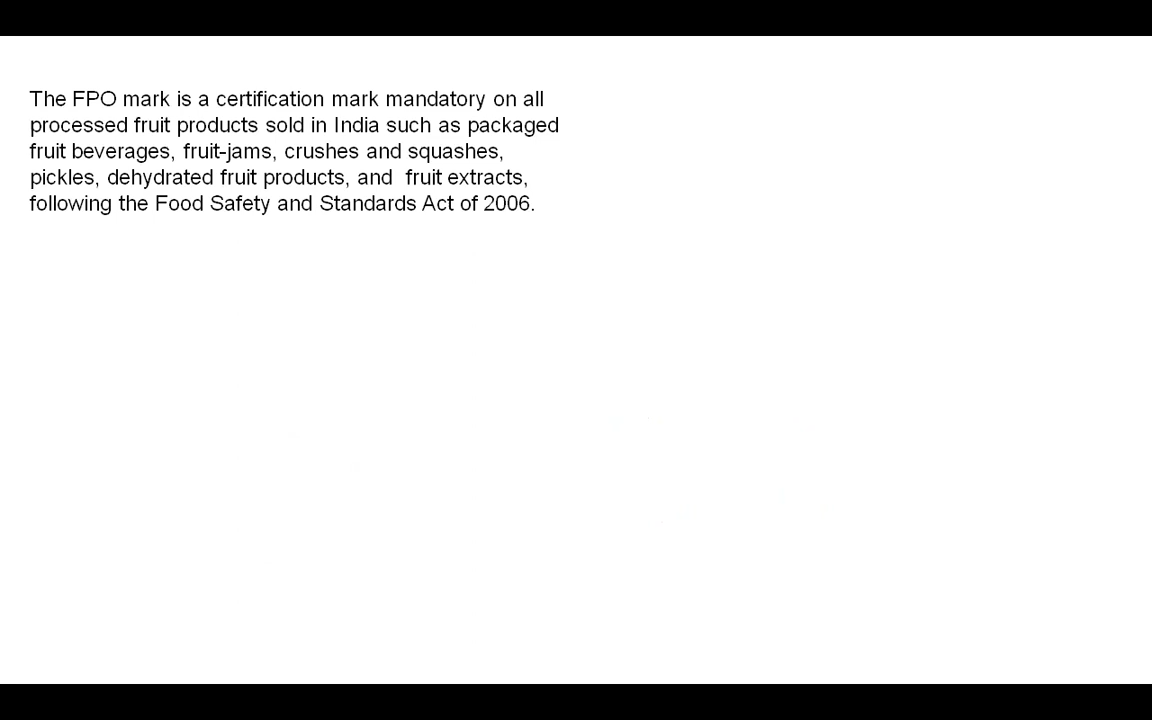 The FPO mark is a certification mark mandatory on all
processed fruit products sold in India such as packaged
fruit beverages, fruit-jams, crushes and squashes,
pickles, dehydrated fruit products, and  fruit extracts,
following the Food Safety and Standards Act of 2006.